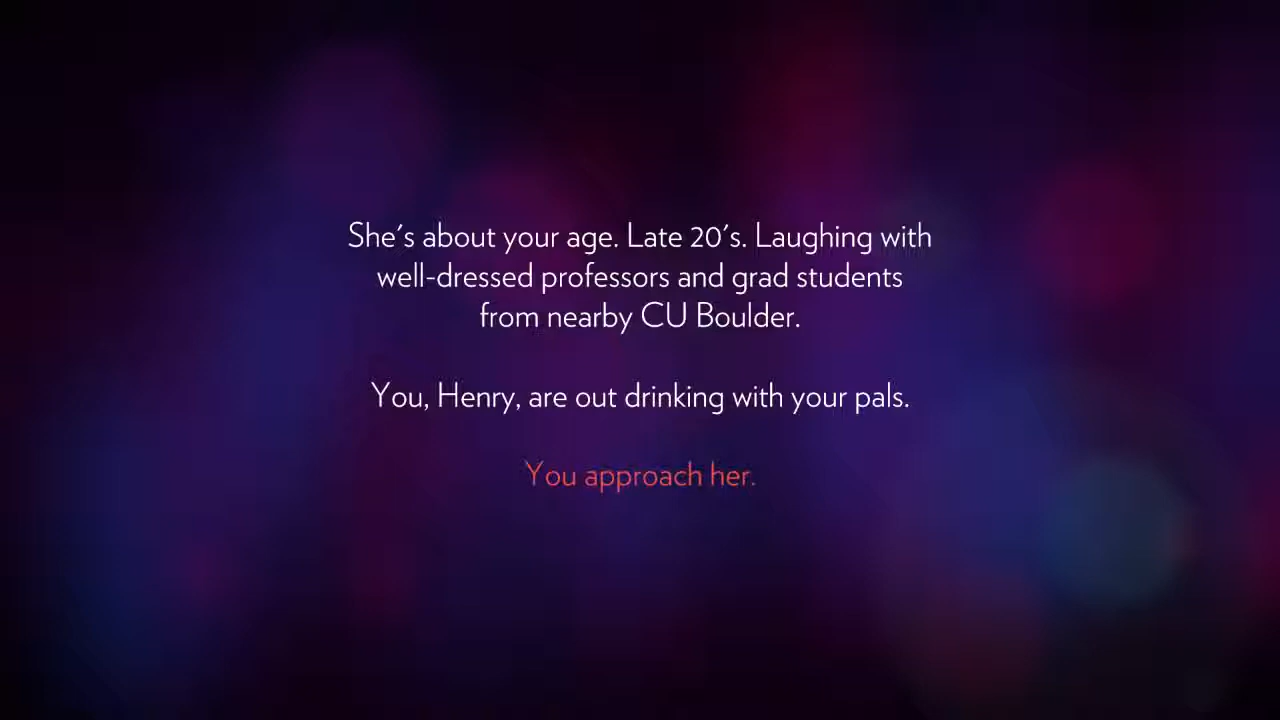 She's about your age. Late 20's. Laughing with
well-dressed professors and grad students
from nearby CU Boulder.
You, Henry, are out drinking with your pals.
You approach her.